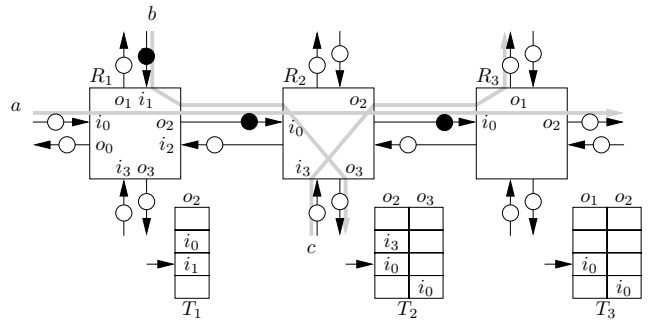 b
R₁ R₂ R₃
a
o₁ i₁ o₂ o₁
i₀ o₂ i₀ i₀ o₂
o₀ i₂
i₃ o₃ i₃ o₃
c
o₂ o₂ o₃ o₁ o₂
i₀ i₃
i₁ i₀ i₀
i₀ i₀
T₁ T₂ T₃